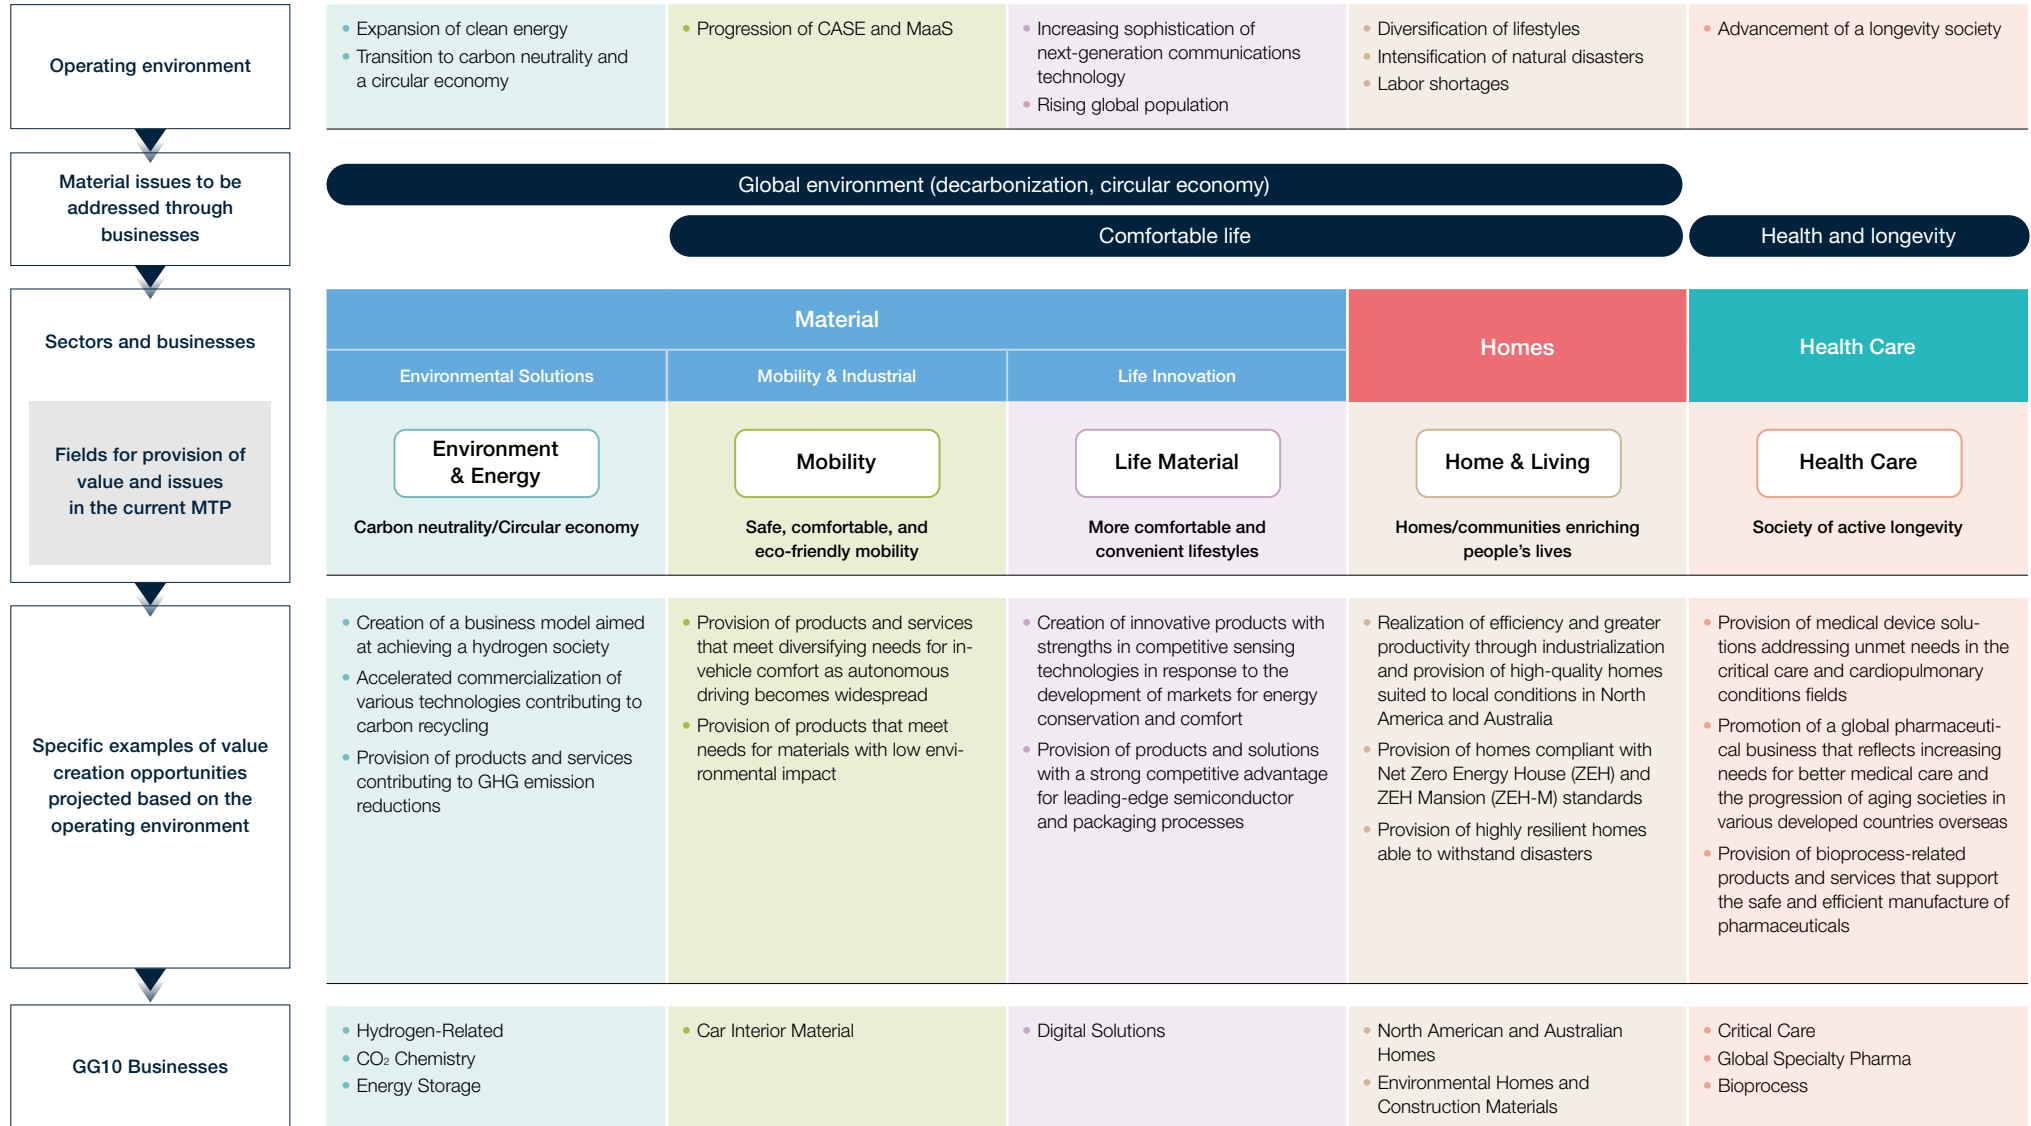 Operating environment
• Expansion of clean energy
• Transition to carbon neutrality and
a circular economy
• Progression of CASE and MaaS
• Increasing sophistication of
next-generation communications
technology
• Rising global population
• Diversification of lifestyles
• Intensification of natural disasters
• Labor shortages
• Advancement of a longevity society
Material issues to be
addressed through
businesses
Global environment (decarbonization, circular economy)
Comfortable life
Health and longevity
Sectors and businesses
Material
Environmental Solutions
Mobility & Industrial
Life Innovation
Homes
Health Care
Fields for provision of
value and issues
in the current MTP
Environment
& Energy
Carbon neutrality/Circular economy
Mobility
Safe, comfortable, and
eco-friendly mobility
Life Material
More comfortable and
convenient lifestyles
Home & Living
Homes/communities enriching
people's lives
Health Care
Society of active longevity
Specific examples of value
creation opportunities
projected based on the
operating environment
• Creation of a business model aimed
at achieving a hydrogen society
• Accelerated commercialization of
various technologies contributing to
carbon recycling
• Provision of products and services
contributing to GHG emission
reductions
• Provision of products and services
that meet diversifying needs for in-
vehicle comfort as autonomous
driving becomes widespread
• Provision of products that meet
needs for materials with low envi-
ronmental impact
• Creation of innovative products with
strengths in competitive sensing
technologies in response to the
development of markets for energy
conservation and comfort
• Provision of products and solutions
with a strong competitive advantage
for leading-edge semiconductor
and packaging processes
• Realization of efficiency and greater
productivity through industrialization
and provision of high-quality homes
suited to local conditions in North
America and Australia
• Provision of homes compliant with
Net Zero Energy House (ZEH) and
ZEH Mansion (ZEH-M) standards
• Provision of highly resilient homes
able to withstand disasters
• Provision of medical device solu-
tions addressing unmet needs in the
critical care and cardiopulmonary
conditions fields
• Promotion of a global pharmaceuti-
cal business that reflects increasing
needs for better medical care and
the progression of aging societies in
various developed countries overseas
• Provision of bioprocess-related
products and services that support
the safe and efficient manufacture of
pharmaceuticals
GG10 Businesses
• Hydrogen-Related
• CO₂ Chemistry
• Energy Storage
• Car Interior Material
• Digital Solutions
• North American and Australian
Homes
• Environmental Homes and
Construction Materials
• Critical Care
• Global Specialty Pharma
• Bioprocess